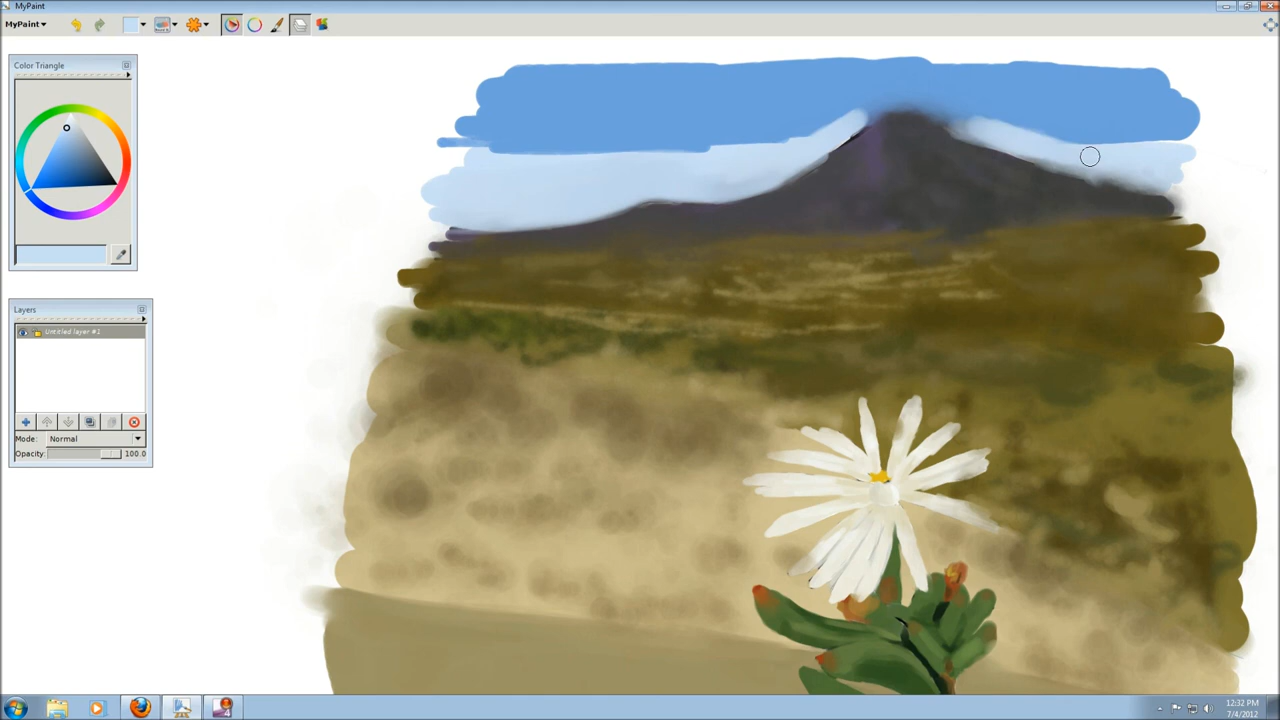 MyPaint
MyPaint
Color Triangle
Layers
Untitled layer #1
Mode: Normal
Opacity: 100.0
12:32 PM
7/4/2012